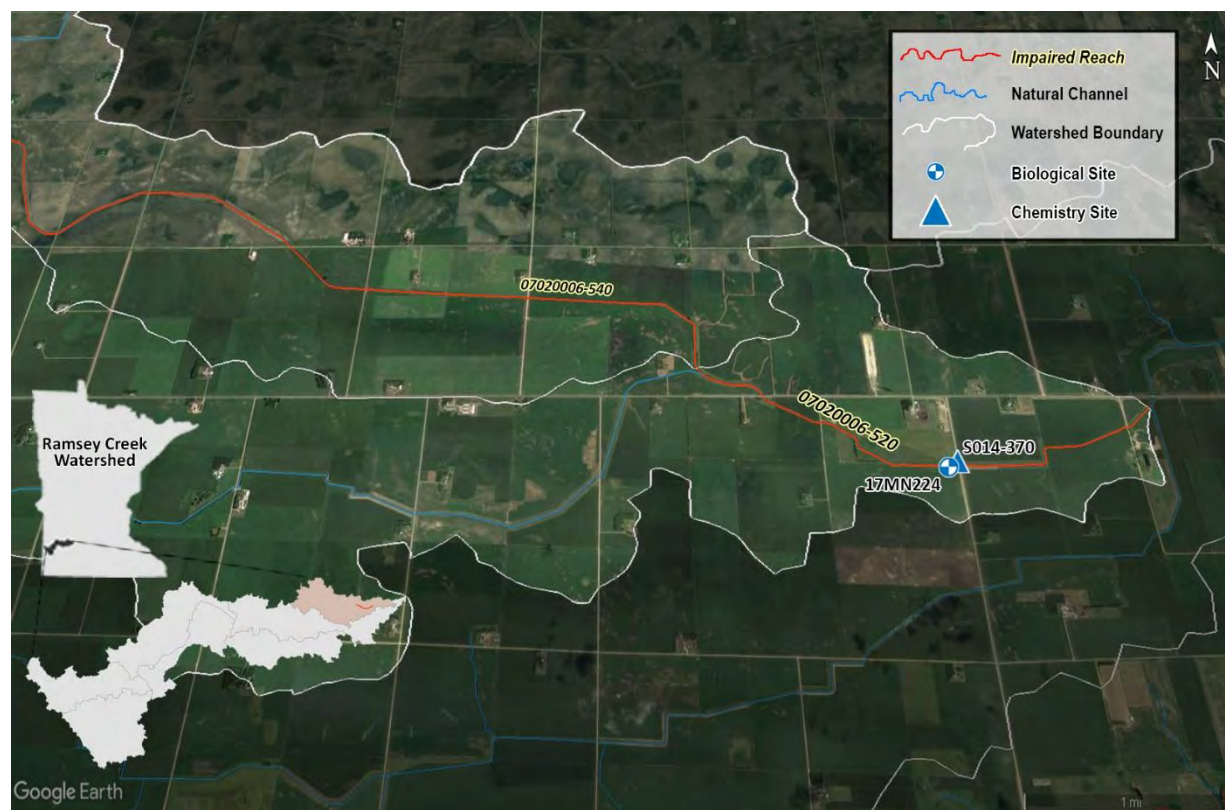 Impaired Reach
Natural Channel
Watershed Boundary
Biological Site
Chemistry Site
N
07020006-540
07020006-520
S014-370
17MN224
Ramsey Creek
Watershed
Google Earth
1 mi